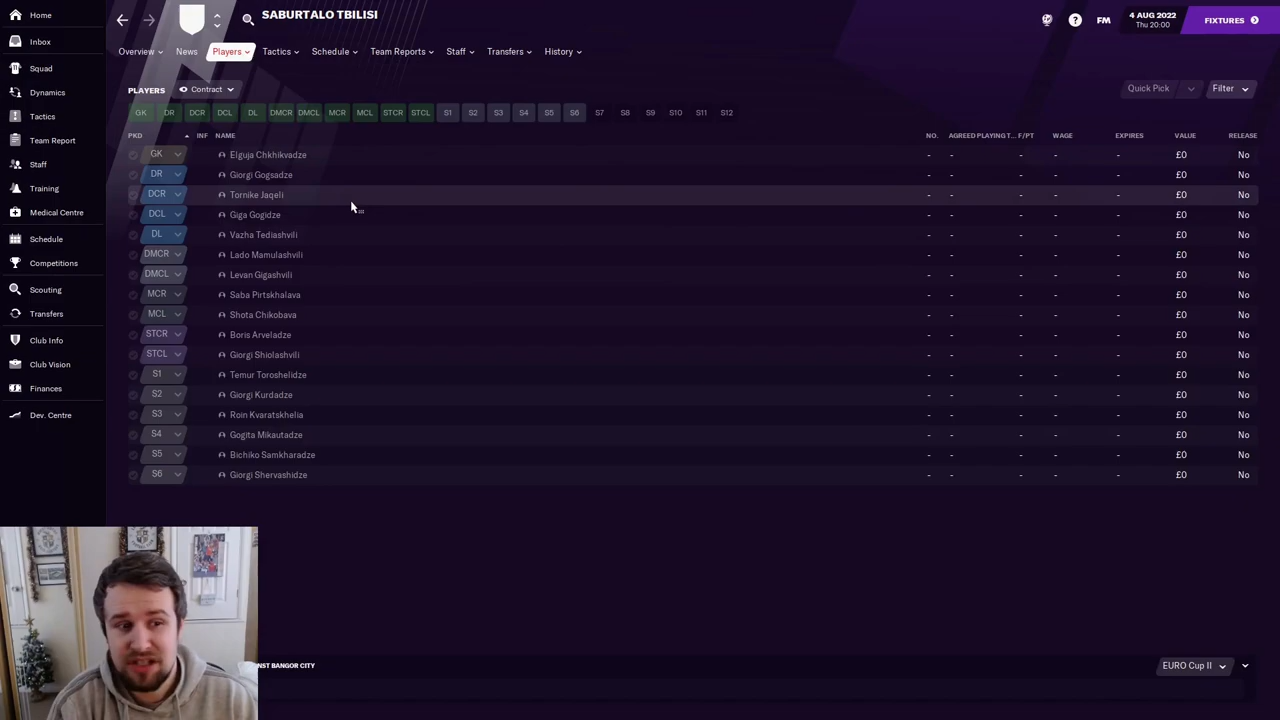 Home
Inbox
Squad
Dynamics
Tactics
Team Report
Staff
Training
Medical Centre
Schedule
Competitions
Scouting
Transfers
Club Info
Club Vision
Finances
Dev. Centre
SABURTALO TBILISI
FM
4 AUG 2022
Thu 20:00
FIXTURES
Overview News Players Tactics Schedule Team Reports Staff Transfers History
PLAYERS Contract Quick Pick Filter
GK DR DCR DCL DL DMCR DMCL MCR MCL STCR STCL S1 S2 S3 S4 S5 S6 S7 S8 S9 S10 S11 S12
PKD INF NAME NO. AGREED PLAYING T... F/PT WAGE EXPIRES VALUE RELEASE
GK Elguja Chkhikvadze - - - - - £0 No
DR Giorgi Gogsadze - - - - - £0 No
DCR Tornike Jaqeli - - - - - £0 No
DCL Giga Gogidze - - - - - £0 No
DL Vazha Tediashvili - - - - - £0 No
DMCR Lado Mamulashvili - - - - - £0 No
DMCL Levan Gigashvili - - - - - £0 No
MCR Saba Pirtskhalava - - - - - £0 No
MCL Shota Chikobava - - - - - £0 No
STCR Boris Arveladze - - - - - £0 No
STCL Giorgi Shiolashvili - - - - - £0 No
S1 Temur Toroshelidze - - - - - £0 No
S2 Giorgi Kurdadze - - - - - £0 No
S3 Roin Kvaratskhelia - - - - - £0 No
S4 Gogita Mikautadze - - - - - £0 No
S5 Bichiko Samkharadze - - - - - £0 No
S6 Giorgi Shervashidze - - - - - £0 No
NST BANGOR CITY EURO Cup II